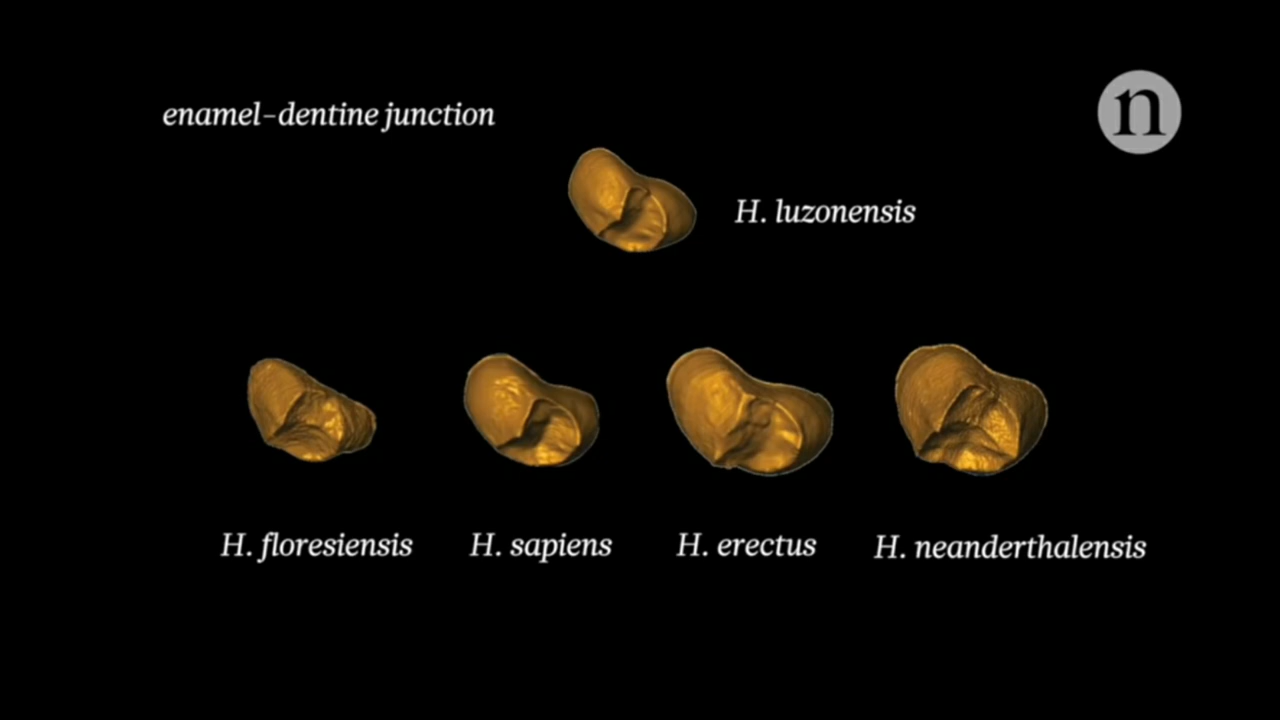 enamel–dentine junction
n
H. luzonensis
H. floresiensis
H. sapiens
H. erectus
H. neanderthalensis